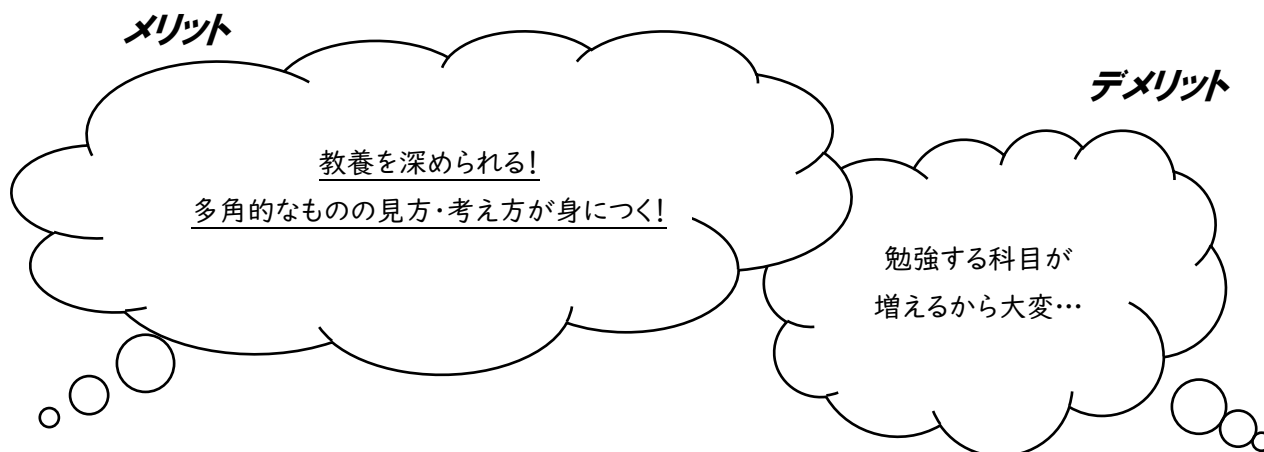 メリット
教養を深められる!
多角的なものの見方・考え方が身につく!
デメリット
勉強する科目が
増えるから大変…